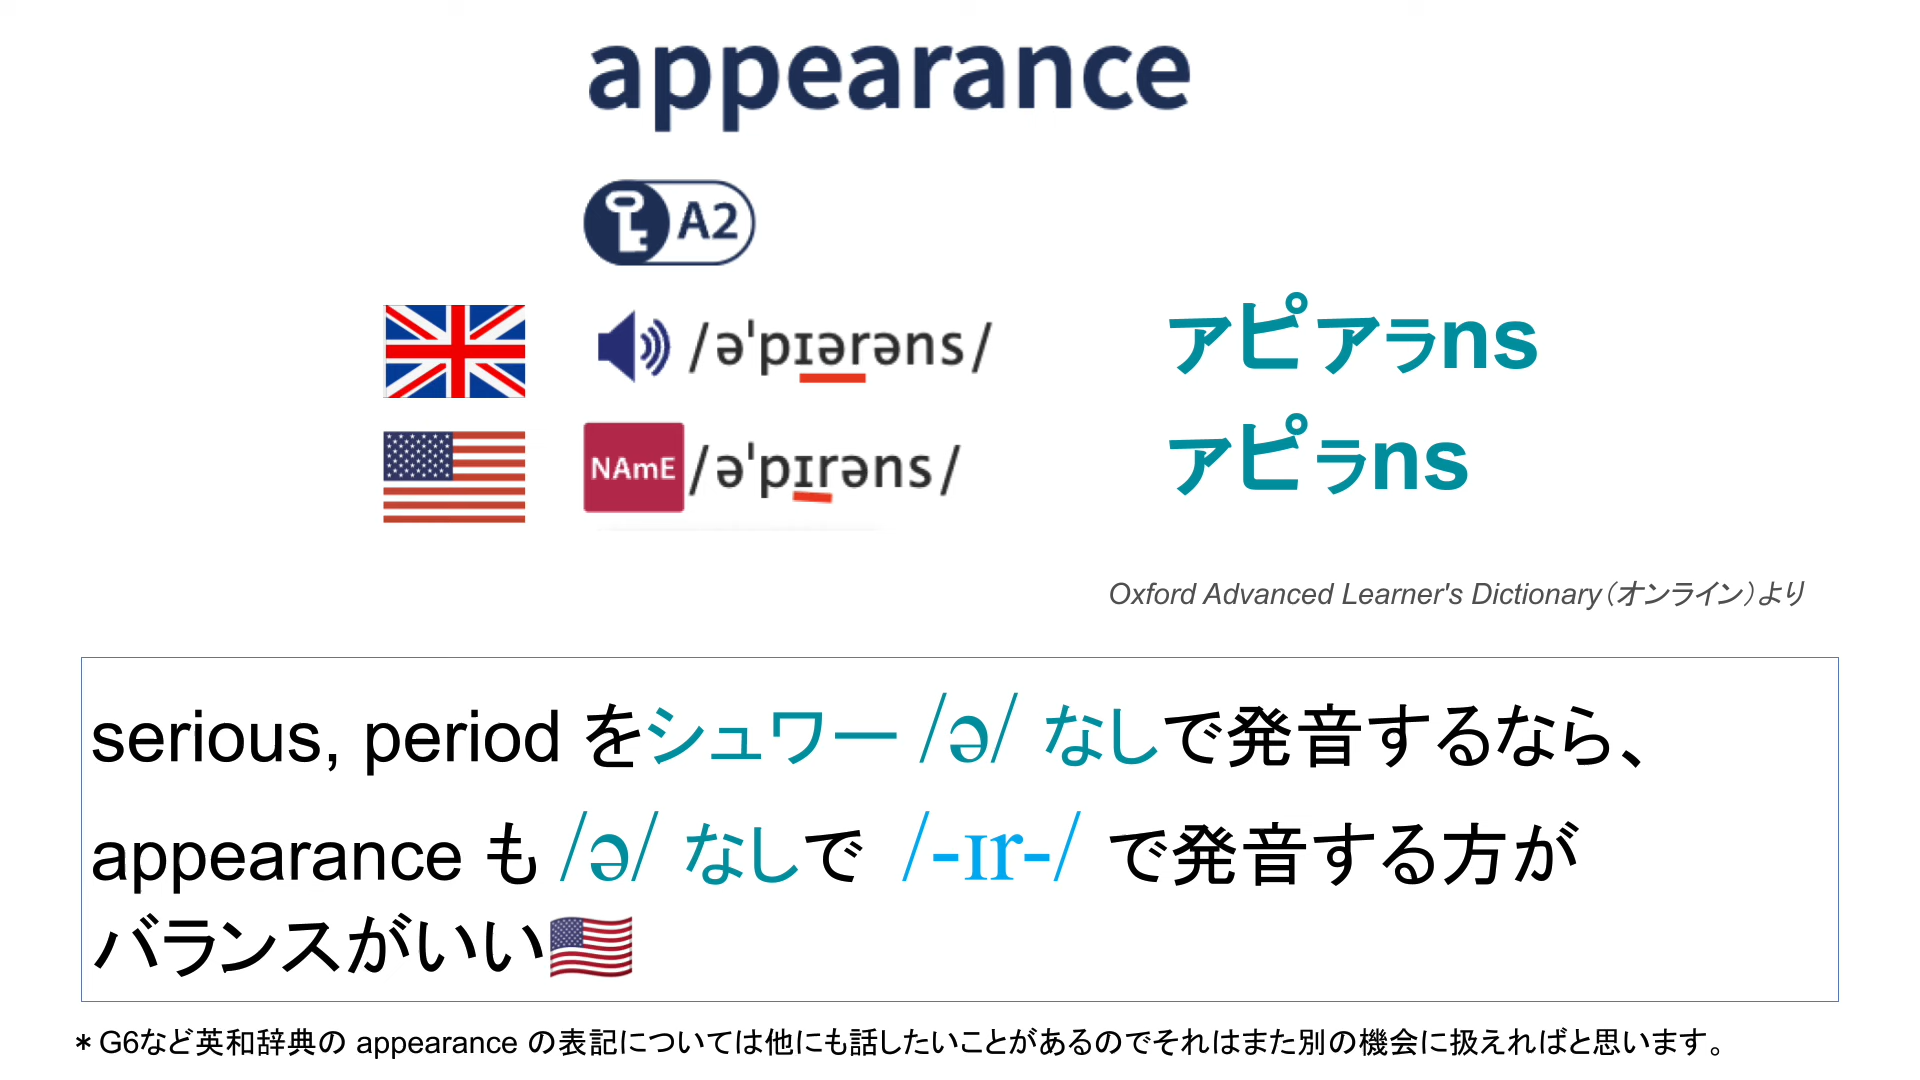 appearance
A2
/əˈpɪərəns/ アピアラns
NAmE /əˈpɪrəns/ アピラns
Oxford Advanced Learner's Dictionary（オンライン）より
serious, period をシュワー /ə/ なしで発音するなら、
appearance も /ə/ なしで /-ɪr-/ で発音する方が
バランスがいい🇺🇸
＊G6など英和辞典の appearance の表記については他にも話したいことがあるのでそれはまた別の機会に扱えればと思います。